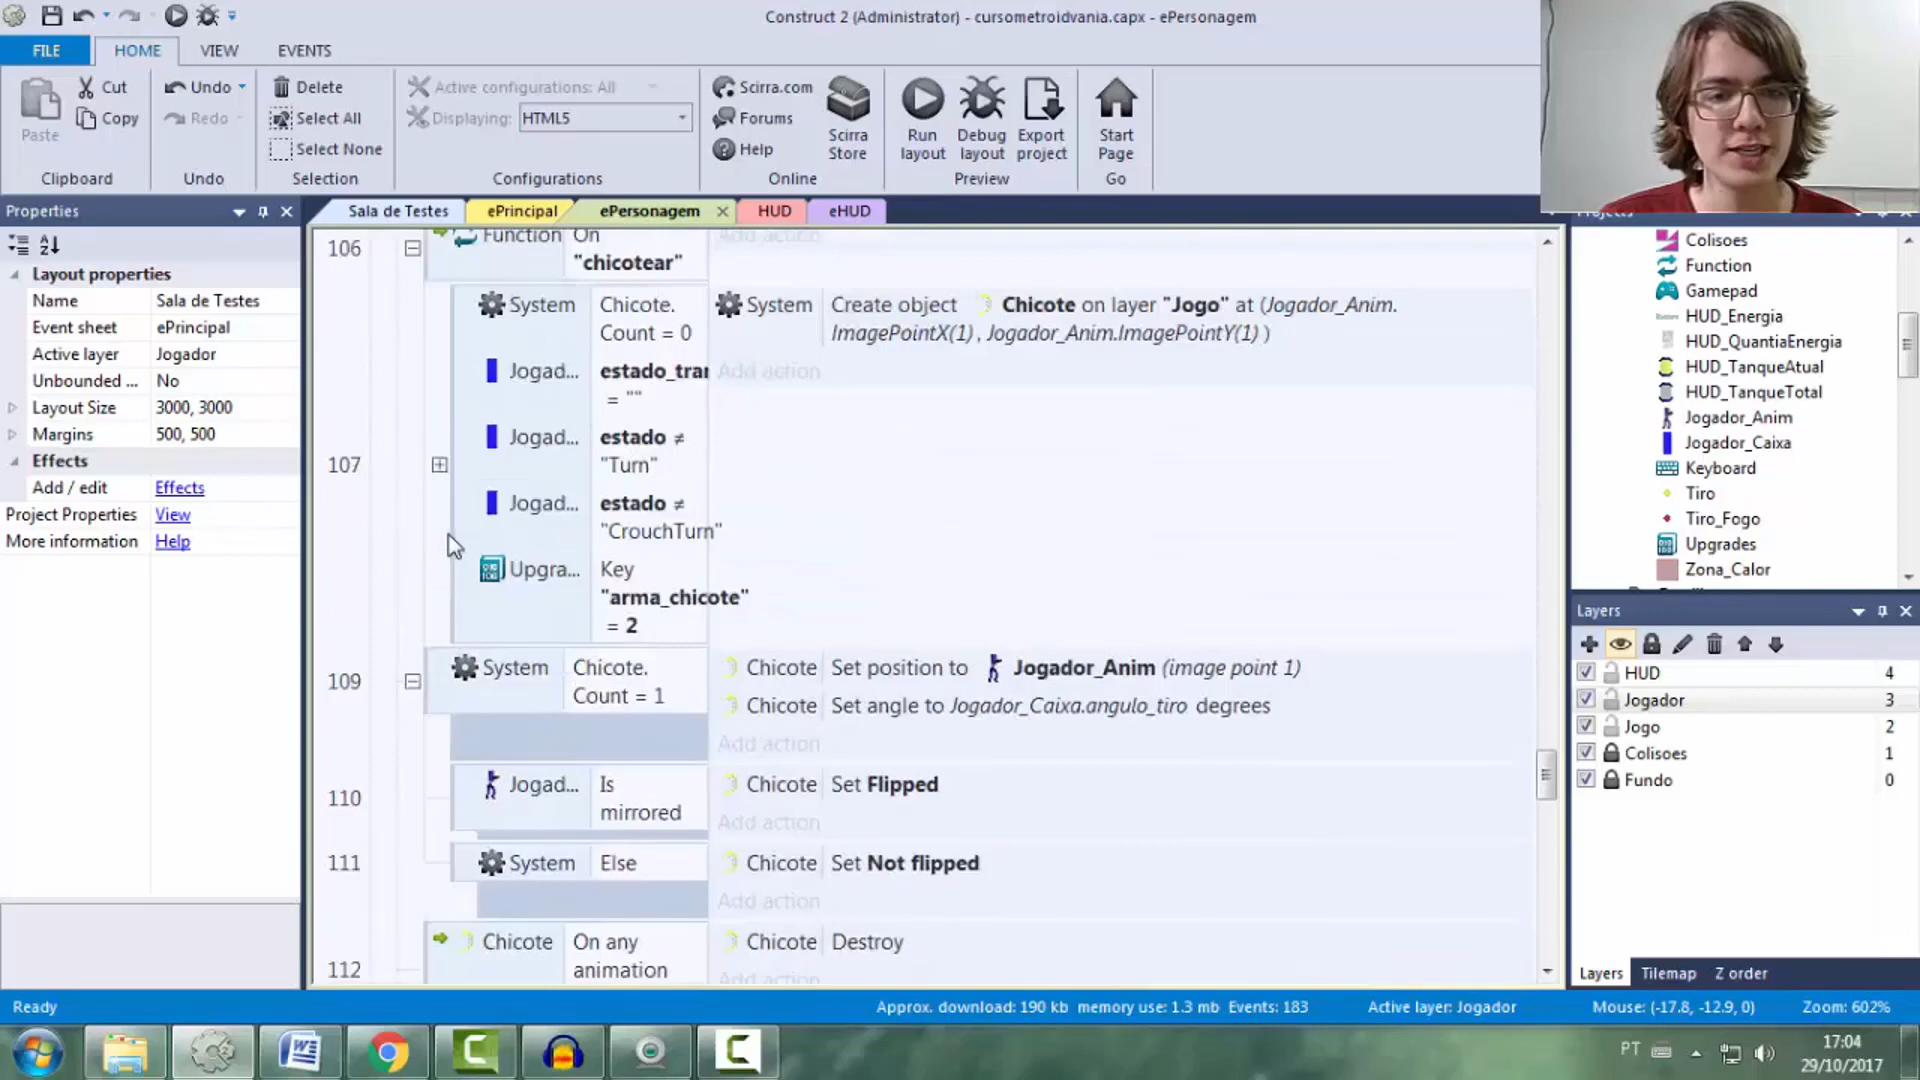 Construct 2 (Administrator) - cursometroidvania.capx - ePersonagem
FILE HOME VIEW EVENTS
Paste Cut Copy Clipboard
Undo Redo Undo
Delete Select All Select None Selection
Active configurations: All
Displaying: HTML5
Configurations
Scirra.com Forums Help Scirra Store Online
Run layout Debug layout Export project Preview
Start Page Go
Properties
Layout properties
Name Sala de Testes
Event sheet ePrincipal
Active layer Jogador
Unbounded ... No
Layout Size 3000, 3000
Margins 500, 500
Effects
Add / edit Effects
Project Properties View
More information Help
Sala de Testes ePrincipal ePersonagem HUD eHUD
106 Function On "chicotear" Add action
System Chicote. Count = 0
System Create object Chicote on layer "Jogo" at (Jogador_Anim.
ImagePointX(1) , Jogador_Anim.ImagePointY(1) )
Add action
Jogad...
= ""
107
Jogad... estado ≠ "Turn"
Jogad... estado ≠ "CrouchTurn"
Upgra... Key "arma_chicote" = 2
109 System Chicote. Count = 1
Chicote Set position to Jogador_Anim (image point 1)
Chicote Set angle to Jogador_Caixa.angulo_tiro degrees
Add action
110 Jogad... Is mirrored
Chicote Set Flipped
Add action
111 System Else
Chicote Set Not flipped
Add action
112 Chicote On any animation
Chicote Destroy
Add action
Colisoes
Function
Gamepad
HUD_Energia
HUD_QuantiaEnergia
HUD_TanqueAtual
HUD_TanqueTotal
Jogador_Anim
Jogador_Caixa
Keyboard
Tiro
Tiro_Fogo
Upgrades
Zona_Calor
Layers
HUD 4
Jogador 3
Jogo 2
Colisoes 1
Fundo 0
Layers Tilemap Z order
Ready
Approx. download: 190 kb memory use: 1.3 mb Events: 183 Active layer: Jogador Mouse: (-17.8, -12.9, 0) Zoom: 602%
PT
17:04
29/10/2017